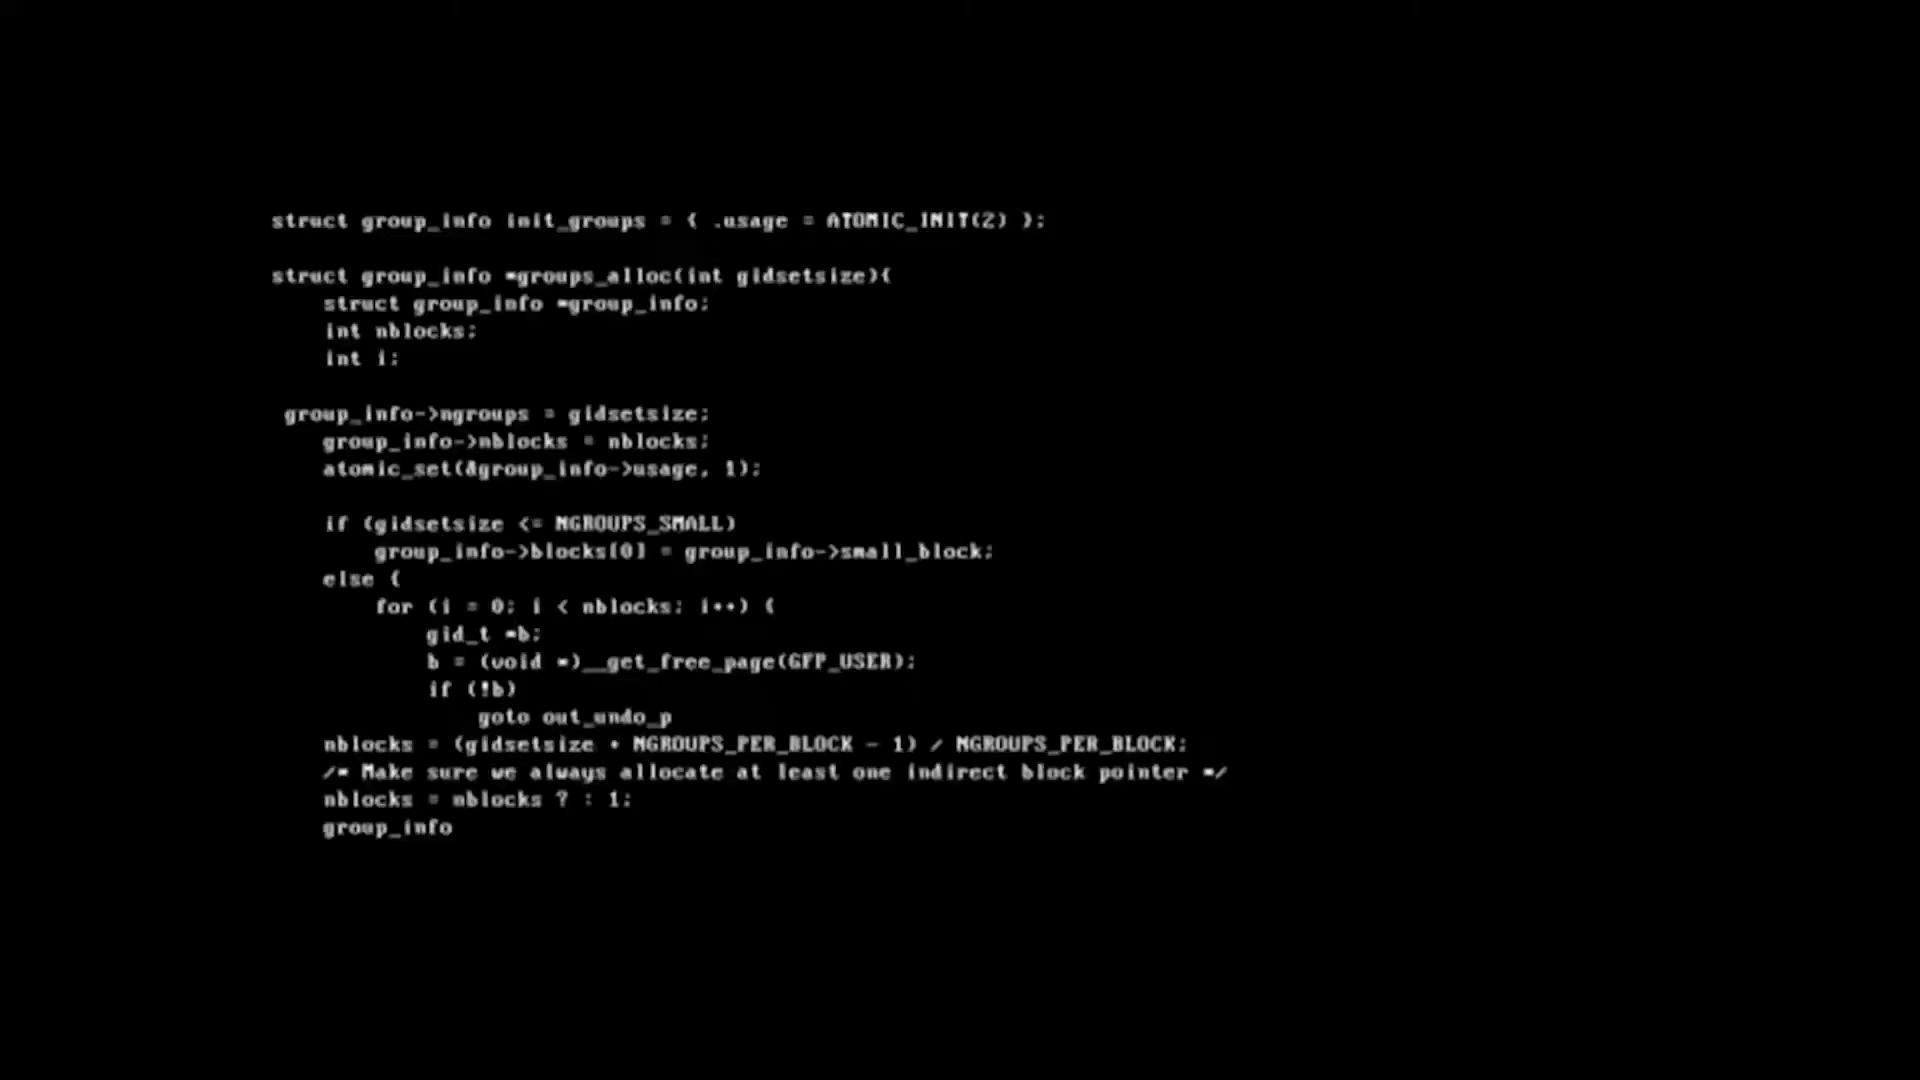 struct group_info init_groups = { .usage = ATOMIC_INIT(2) };
struct group_info *groups_alloc(int gidsetsize){
struct group_info *group_info;
int nblocks;
int i;
group_info->ngroups = gidsetsize;
group_info->nblocks = nblocks;
atomic_set(&group_info->usage, 1);
if (gidsetsize <= NGROUPS_SMALL)
group_info->blocks[0] = group_info->small_block;
else {
for (i = 0; i < nblocks; i++) {
gid_t *b;
b = (void *)__get_free_page(GFP_USER);
if (!b)
goto out_undo_p
nblocks = (gidsetsize + NGROUPS_PER_BLOCK - 1) / NGROUPS_PER_BLOCK;
/* Make sure we always allocate at least one indirect block pointer */
nblocks = nblocks ? : 1;
group_info